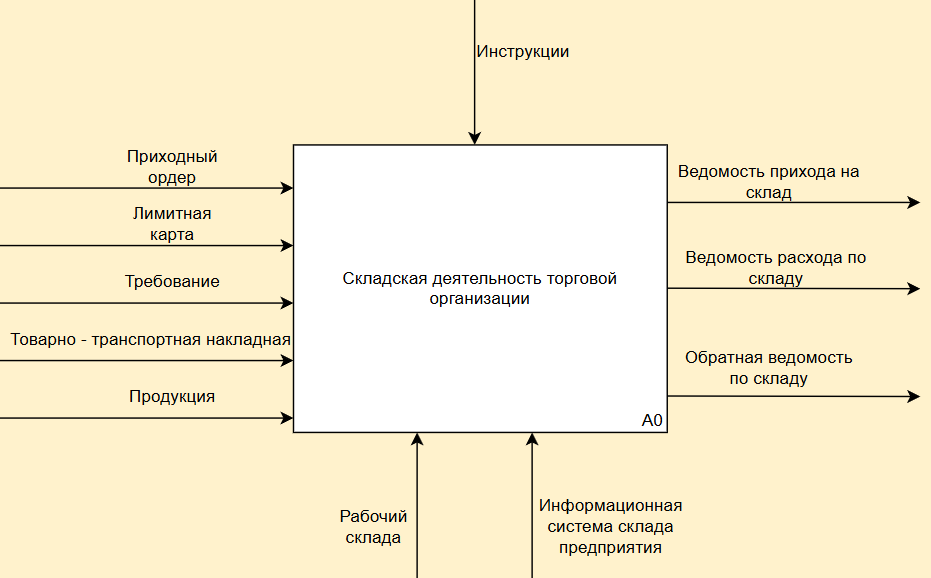 Инструкции
Приходный
ордер
Лимитная
карта
Требование
Товарно - транспортная накладная
Продукция
Складская деятельность торговой
организации
А0
Ведомость прихода на
склад
Ведомость расхода по
складу
Обратная ведомость
по складу
Рабочий
склада
Информационная
система склада
предприятия